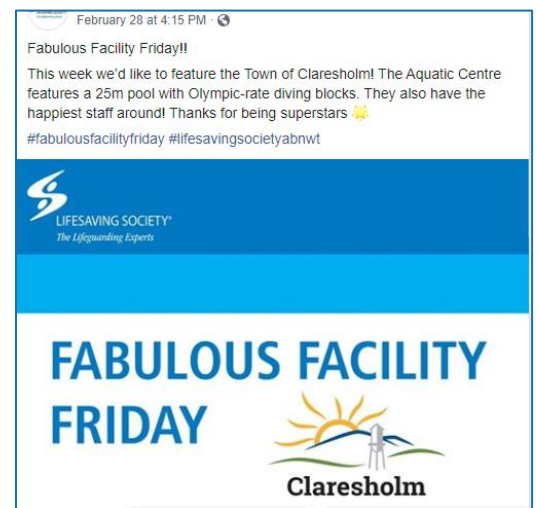 February 28 at 4:15 PM ·
Fabulous Facility Friday!!
This week we'd like to feature the Town of Claresholm! The Aquatic Centre
features a 25m pool with Olympic-rate diving blocks. They also have the
happiest staff around! Thanks for being superstars 🌟
#fabulousfacilityfriday #lifesavingsocietyabnwt
LIFESAVING SOCIETY®
The Lifeguarding Experts
FABULOUS FACILITY
FRIDAY
Claresholm